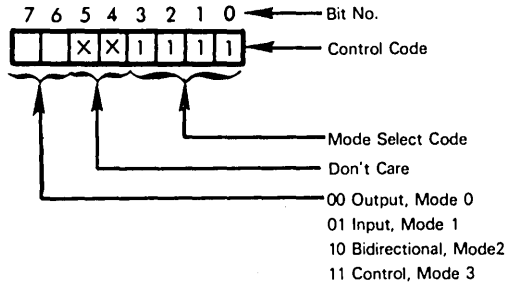 7 6 5 4 3 2 1 0 Bit No.
X X 1 1 1 1 Control Code
Mode Select Code
Don't Care
00 Output, Mode 0
01 Input, Mode 1
10 Bidirectional, Mode2
11 Control, Mode 3